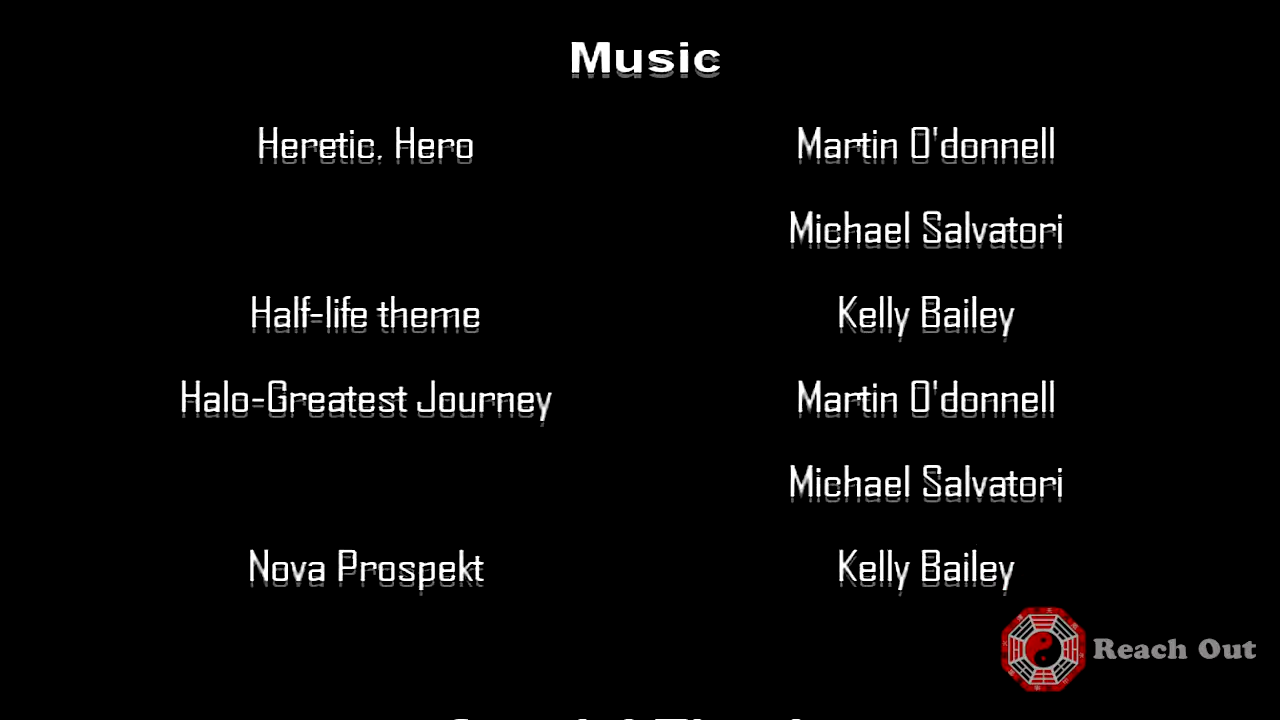 Music
Heretic, Hero Martin O'donnell
Michael Salvatori
Half-life theme Kelly Bailey
Halo-Greatest Journey Martin O'donnell
Michael Salvatori
Nova Prospekt Kelly Bailey
Reach Out